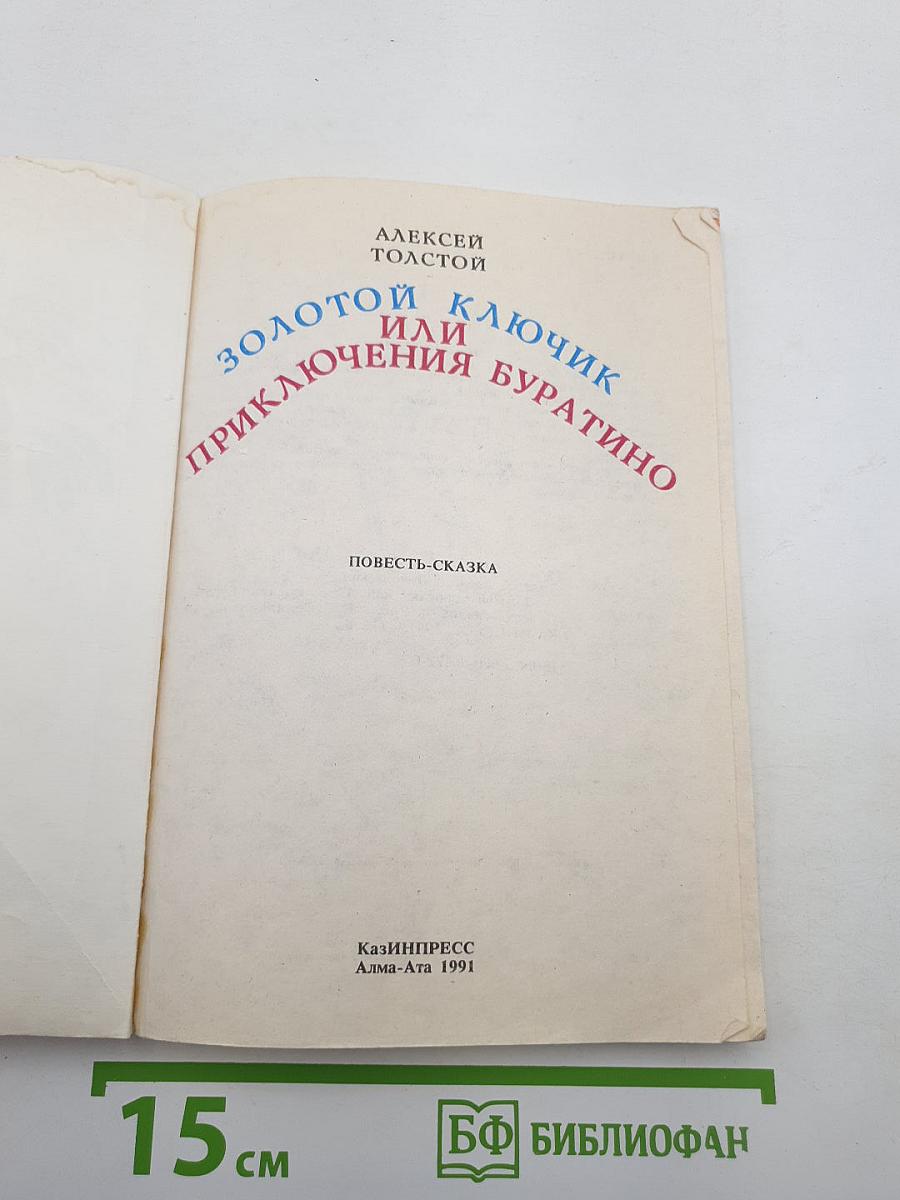 АЛЕКСЕЙ
ТОЛСТОЙ
ЗОЛОТОЙ КЛЮЧИК
ИЛИ
ПРИКЛЮЧЕНИЯ БУРАТИНО
ПОВЕСТЬ-СКАЗКА
КазИНПРЕСС
Алма-Ата 1991
15 см
БФ БИБЛИОФАН